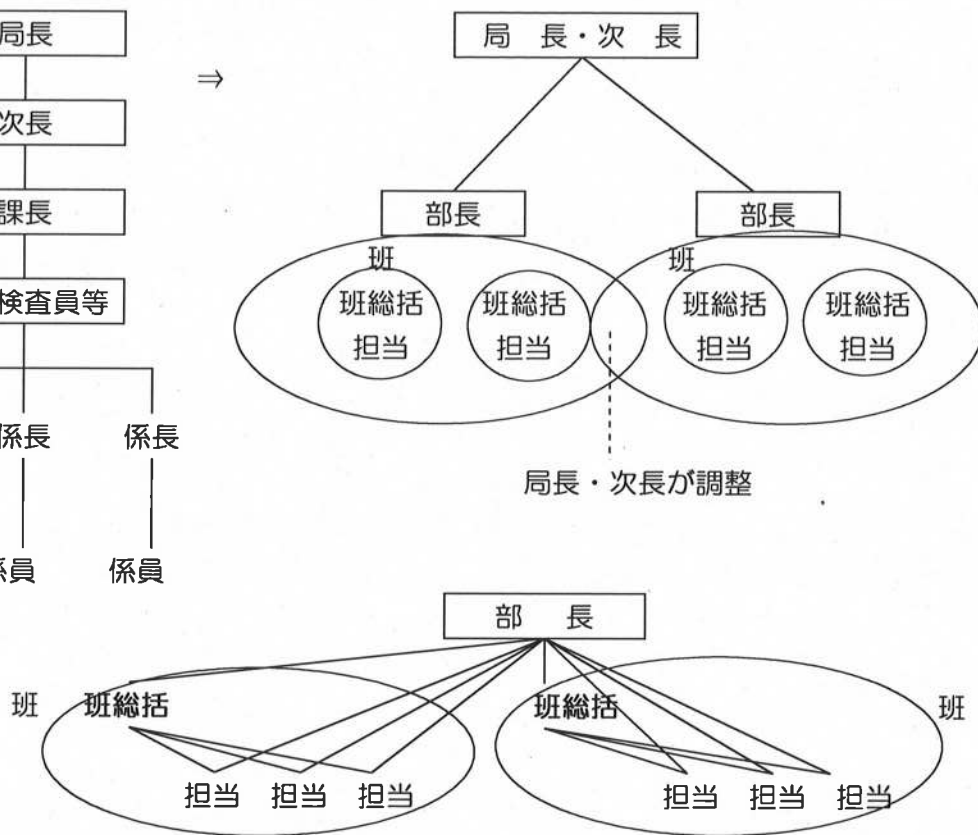 局長
次長
課長
検査員等
係長 係長
係員 係員
⇒
局 長・次 長
部長 部長
班 班
班総括 班総括 班総括 班総括
担当 担当 担当 担当
局長・次長が調整
部 長
班 班総括 班総括 班
担当 担当 担当 担当 担当 担当